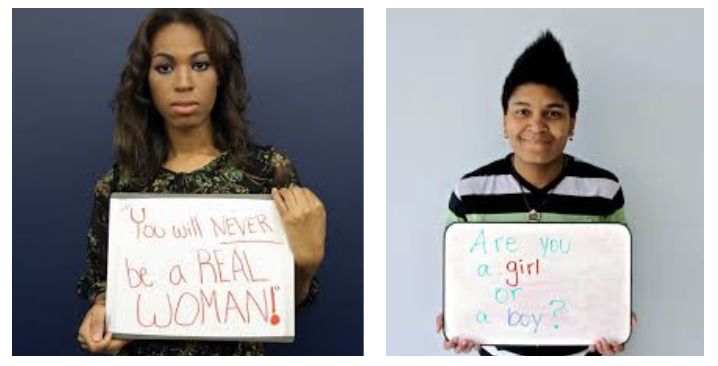 "You will NEVER
be a REAL
WOMAN!"
Are you
a girl
or
a boy?